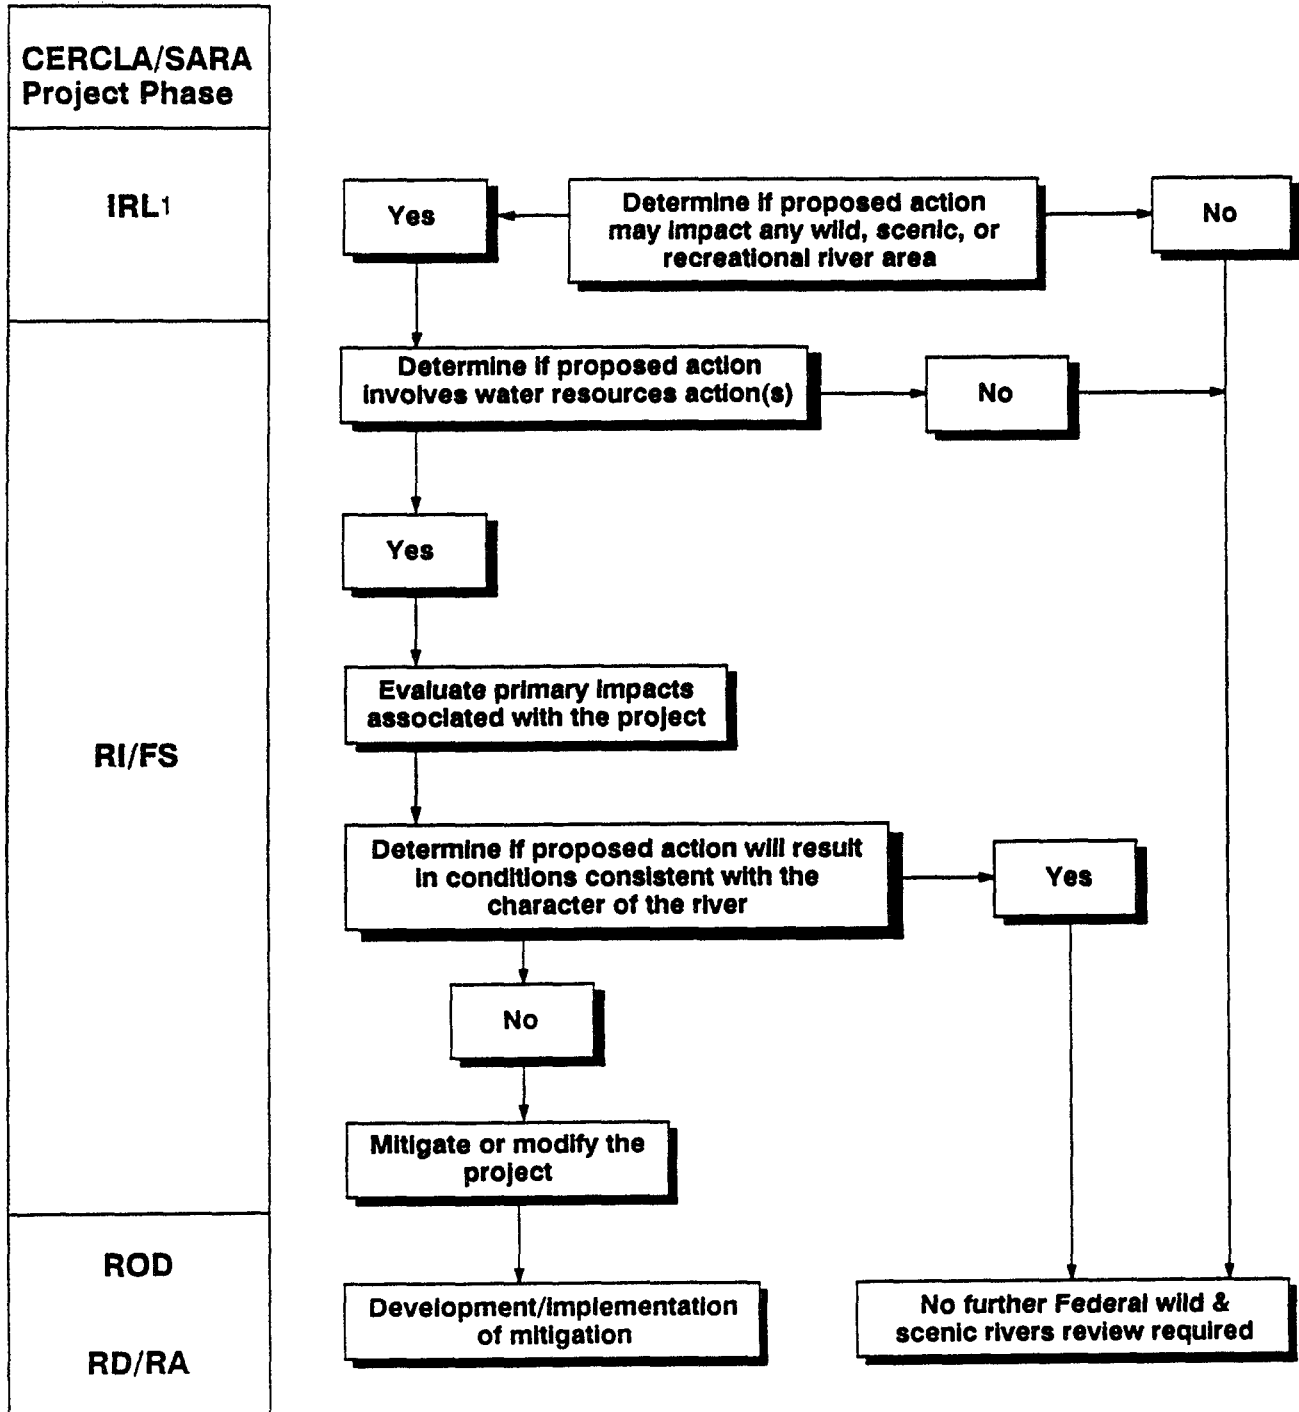 CERCLA/SARA
Project Phase
IRL1
Yes
Determine if proposed action
may impact any wild, scenic, or
recreational river area
No
Determine if proposed action
involves water resources action(s)
No
Yes
RI/FS
Evaluate primary impacts
associated with the project
Determine if proposed action will result
in conditions consistent with the
character of the river
Yes
No
Mitigate or modify the
project
ROD
RD/RA
Development/implementation
of mitigation
No further Federal wild &
scenic rivers review required